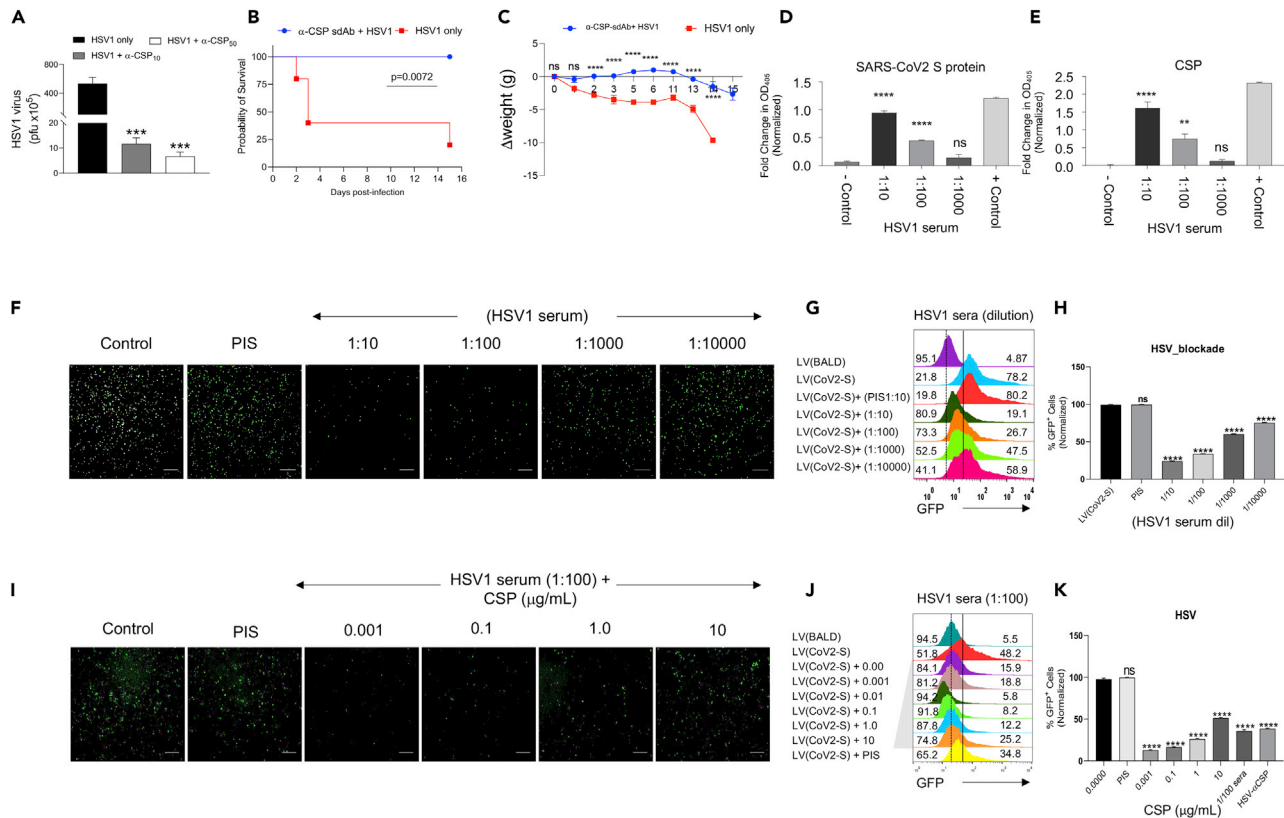 A
HSV1 only
HSV1 + α-CSP50
HSV1 + α-CSP10
HSV1 virus
(pfu x10^5)
800
600
400
200
20
10
0
***
***
B
α-CSP sdAb + HSV1
HSV1 only
Probability of Survival
100
75
50
25
0
p=0.0072
0 2 4 6 8 10 12 14 16
Days post-infection
C
α-CSP-sdAb+ HSV1
HSV1 only
Δweight (g)
5
0
-5
-10
-15
ns ns **** **** **** **** **** **** ****
0 2 3 5 6 11 13 14 15
D
SARS-CoV2 S protein
Fold Change in OD405
(Normalized)
1.5
1.0
0.5
0.0
****
****
ns
- Control
1:10
1:100
1:1000
+ Control
HSV1 serum
E
CSP
Fold Change in OD405
(Normalized)
2.5
2.0
1.5
1.0
0.5
0.0
****
**
ns
- Control
1:10
1:100
1:1000
+ Control
HSV1 serum
F
(HSV1 serum)
Control PIS 1:10 1:100 1:1000 1:10000
G
HSV1 sera (dilution)
LV(BALD) 95.1 4.87
LV(CoV2-S) 21.8 78.2
LV(CoV2-S)+ (PIS1:10) 19.8 80.2
LV(CoV2-S)+ (1:10) 80.9 19.1
LV(CoV2-S)+ (1:100) 73.3 26.7
LV(CoV2-S)+ (1:1000) 52.5 47.5
LV(CoV2-S)+ (1:10000) 41.1 58.9
10^0 10^1 10^2 10^3 10^4
GFP
H
HSV_blockade
% GFP+ Cells
(Normalized)
150
100
50
0
ns
****
****
****
****
LV(CoV2-S)
PIS
1/10
1/100
1/1000
1/10000
(HSV1 serum dil)
I
HSV1 serum (1:100) +
CSP (μg/mL)
Control PIS 0.001 0.1 1.0 10
J
HSV1 sera (1:100)
LV(BALD) 94.5 5.5
LV(CoV2-S) 51.8 48.2
LV(CoV2-S) + 0.00 84.1 15.9
LV(CoV2-S) + 0.001 81.2 18.8
LV(CoV2-S) + 0.01 94.2 5.8
LV(CoV2-S) + 0.1 91.8 8.2
LV(CoV2-S) + 1.0 87.8 12.2
LV(CoV2-S) + 10 74.8 25.2
LV(CoV2-S) + PIS 65.2 34.8
GFP
K
HSV
% GFP+ Cells
(Normalized)
150
100
50
0
ns
****
****
****
****
****
****
0.0000
PIS
0.001
0.1
1
10
1/100 sera
HSV-αCSP
CSP (μg/mL)